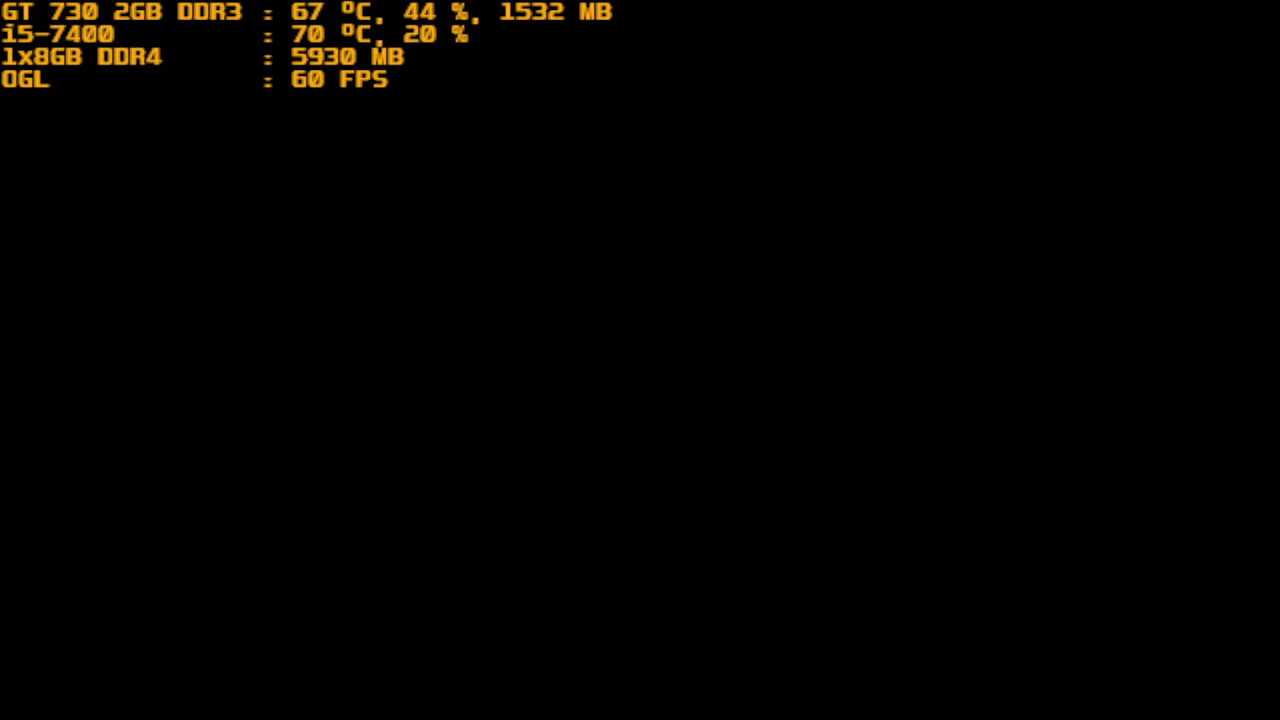 GT 730 2GB DDR3 : 67 ºC, 44 %, 1532 MB
i5-7400 : 70 ºC, 20 %
1x8GB DDR4 : 5930 MB
OGL : 60 FPS